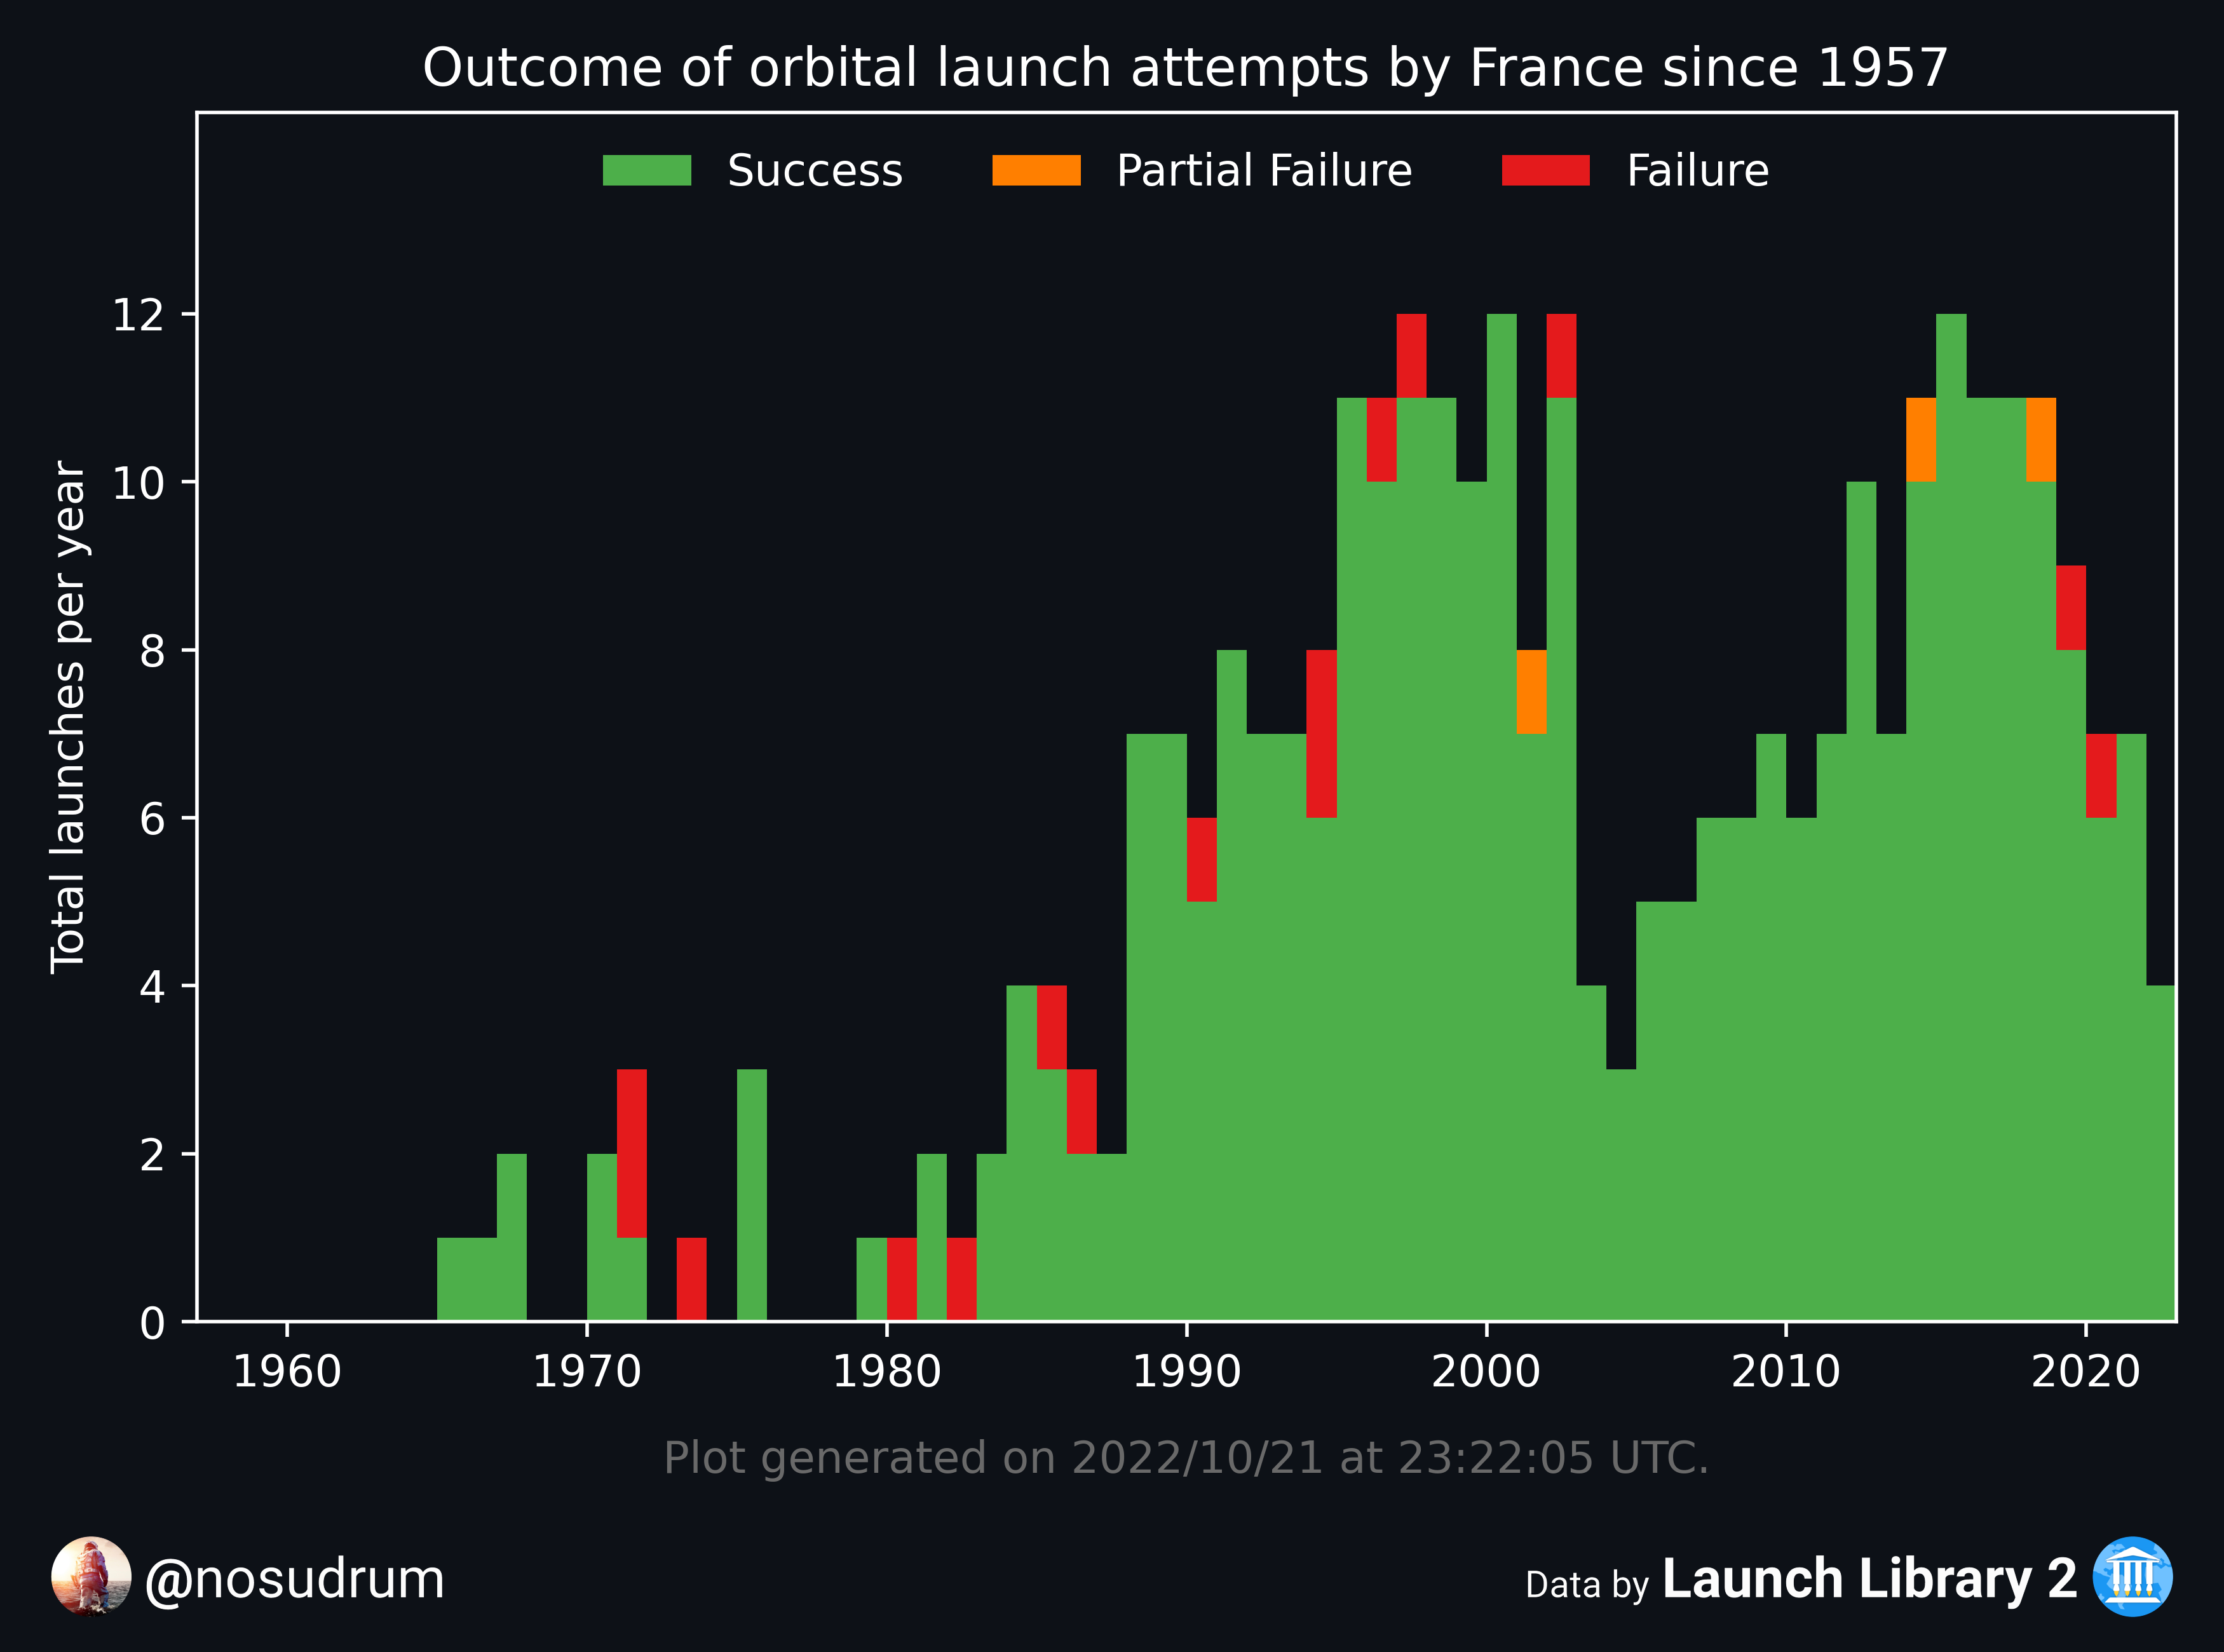 Outcome of orbital launch attempts by France since 1957
Success Partial Failure Failure
Total launches per year
12
10
8
6
4
2
0
1960 1970 1980 1990 2000 2010 2020
Plot generated on 2022/10/21 at 23:22:05 UTC.
@nosudrum
Data by Launch Library 2